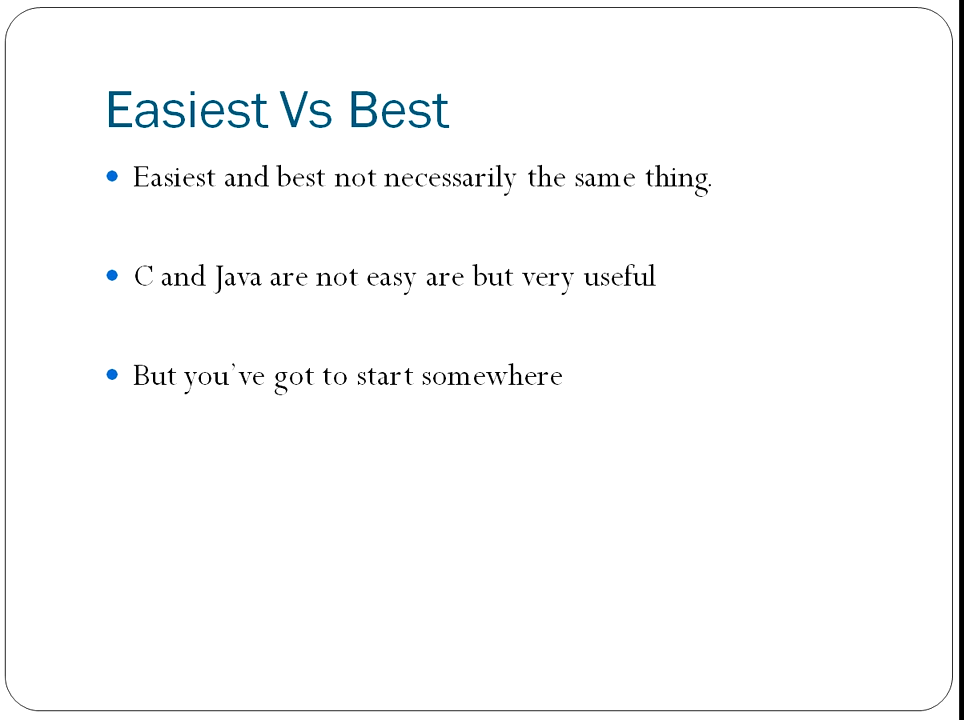 Easiest Vs Best
Easiest and best not necessarily the same thing.
C and Java are not easy are but very useful
But you've got to start somewhere